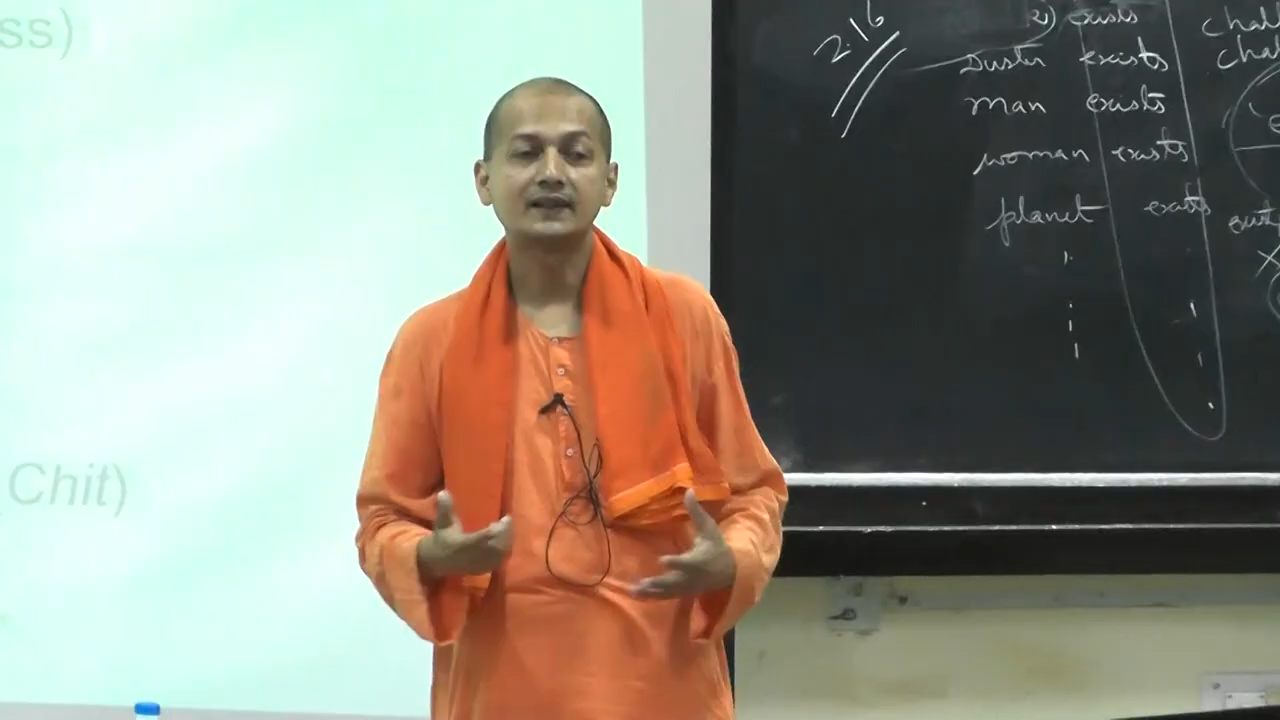 ss)
Chit)
2.16
2) exists
Duster exists
man exists
woman exists
planet exists